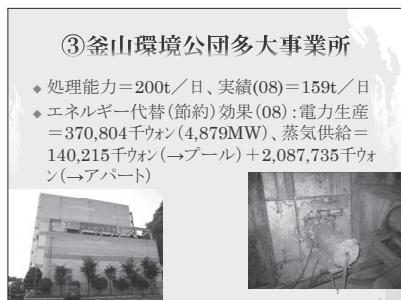 ③釜山環境公団多大事業所
◆ 処理能力=200t/日、実績(08)=159t/日
◆ エネルギー代替(節約)効果(08):電力生産
=370,804千ウォン(4,879MW)、蒸気供給=
140,215千ウォン(→プール)+2,087,735千ウォ
ン(→アパート)